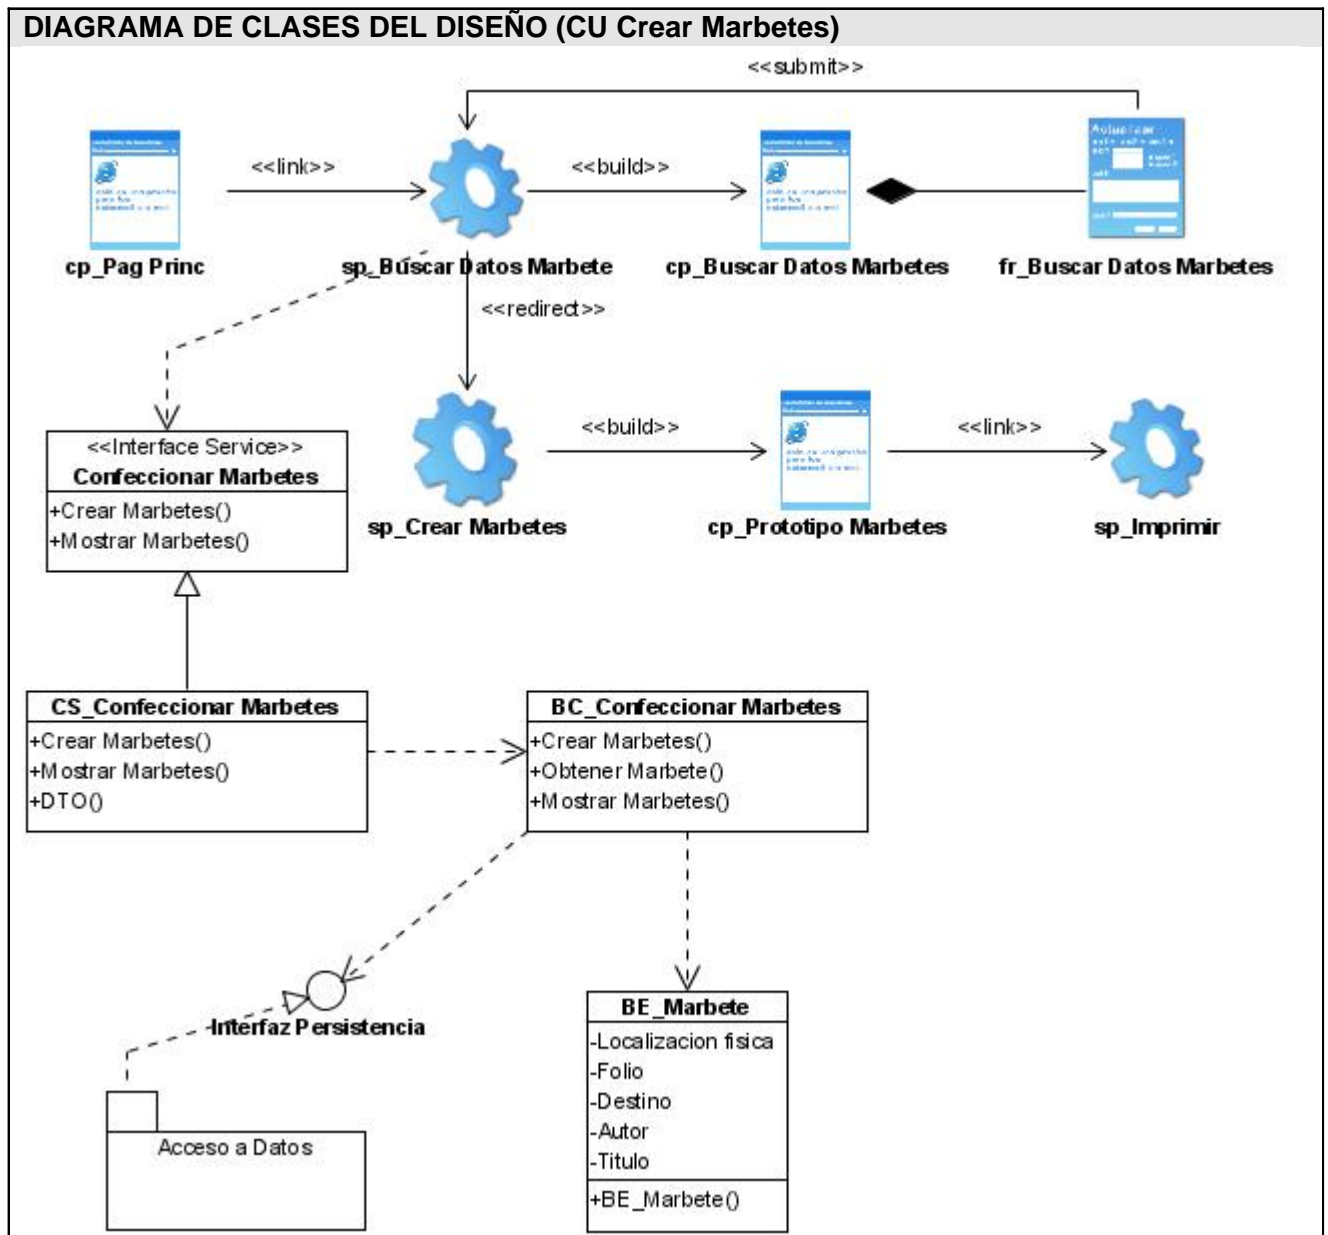 DIAGRAMA DE CLASES DEL DISEÑO (CU Crear Marbetes)
<<submit>>
<<link>>
<<build>>
Actualizar
cp_Pag Princ
sp_Buscar Datos Marbete
cp_Buscar Datos Marbetes
fr_Buscar Datos Marbetes
<<redirect>>
<<build>>
<<link>>
sp_Crear Marbetes
cp_Prototipo Marbetes
sp_Imprimir
<<Interface Service>>
Confeccionar Marbetes
+Crear Marbetes()
+Mostrar Marbetes()
CS_Confeccionar Marbetes
+Crear Marbetes()
+Mostrar Marbetes()
+DTO()
BC_Confeccionar Marbetes
+Crear Marbetes()
+Obtener Marbete()
+Mostrar Marbetes()
Interfaz Persistencia
Acceso a Datos
BE_Marbete
-Localizacion fisica
-Folio
-Destino
-Autor
-Titulo
+BE_Marbete()